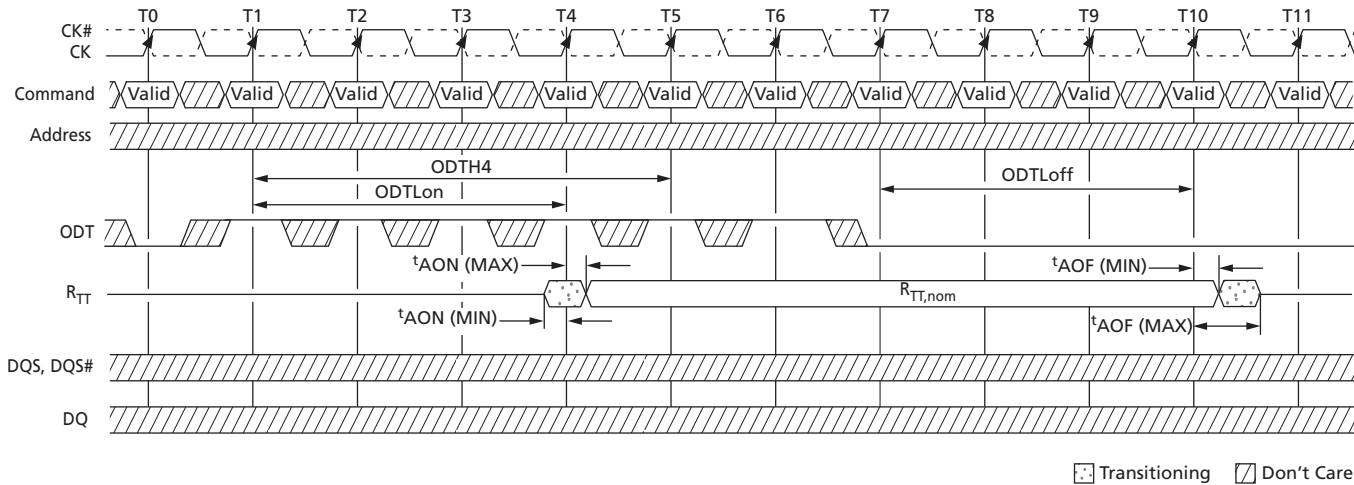 T0 T1 T2 T3 T4 T5 T6 T7 T8 T9 T10 T11
CK#
CK
Command Valid Valid Valid Valid Valid Valid Valid Valid Valid Valid Valid Valid
Address
ODTH4
ODTLoff
ODTLon
ODT
tAON (MAX) tAOF (MIN)
RTT RTT,nom
tAON (MIN) tAOF (MAX)
DQS, DQS#
DQ
Transitioning Don't Care